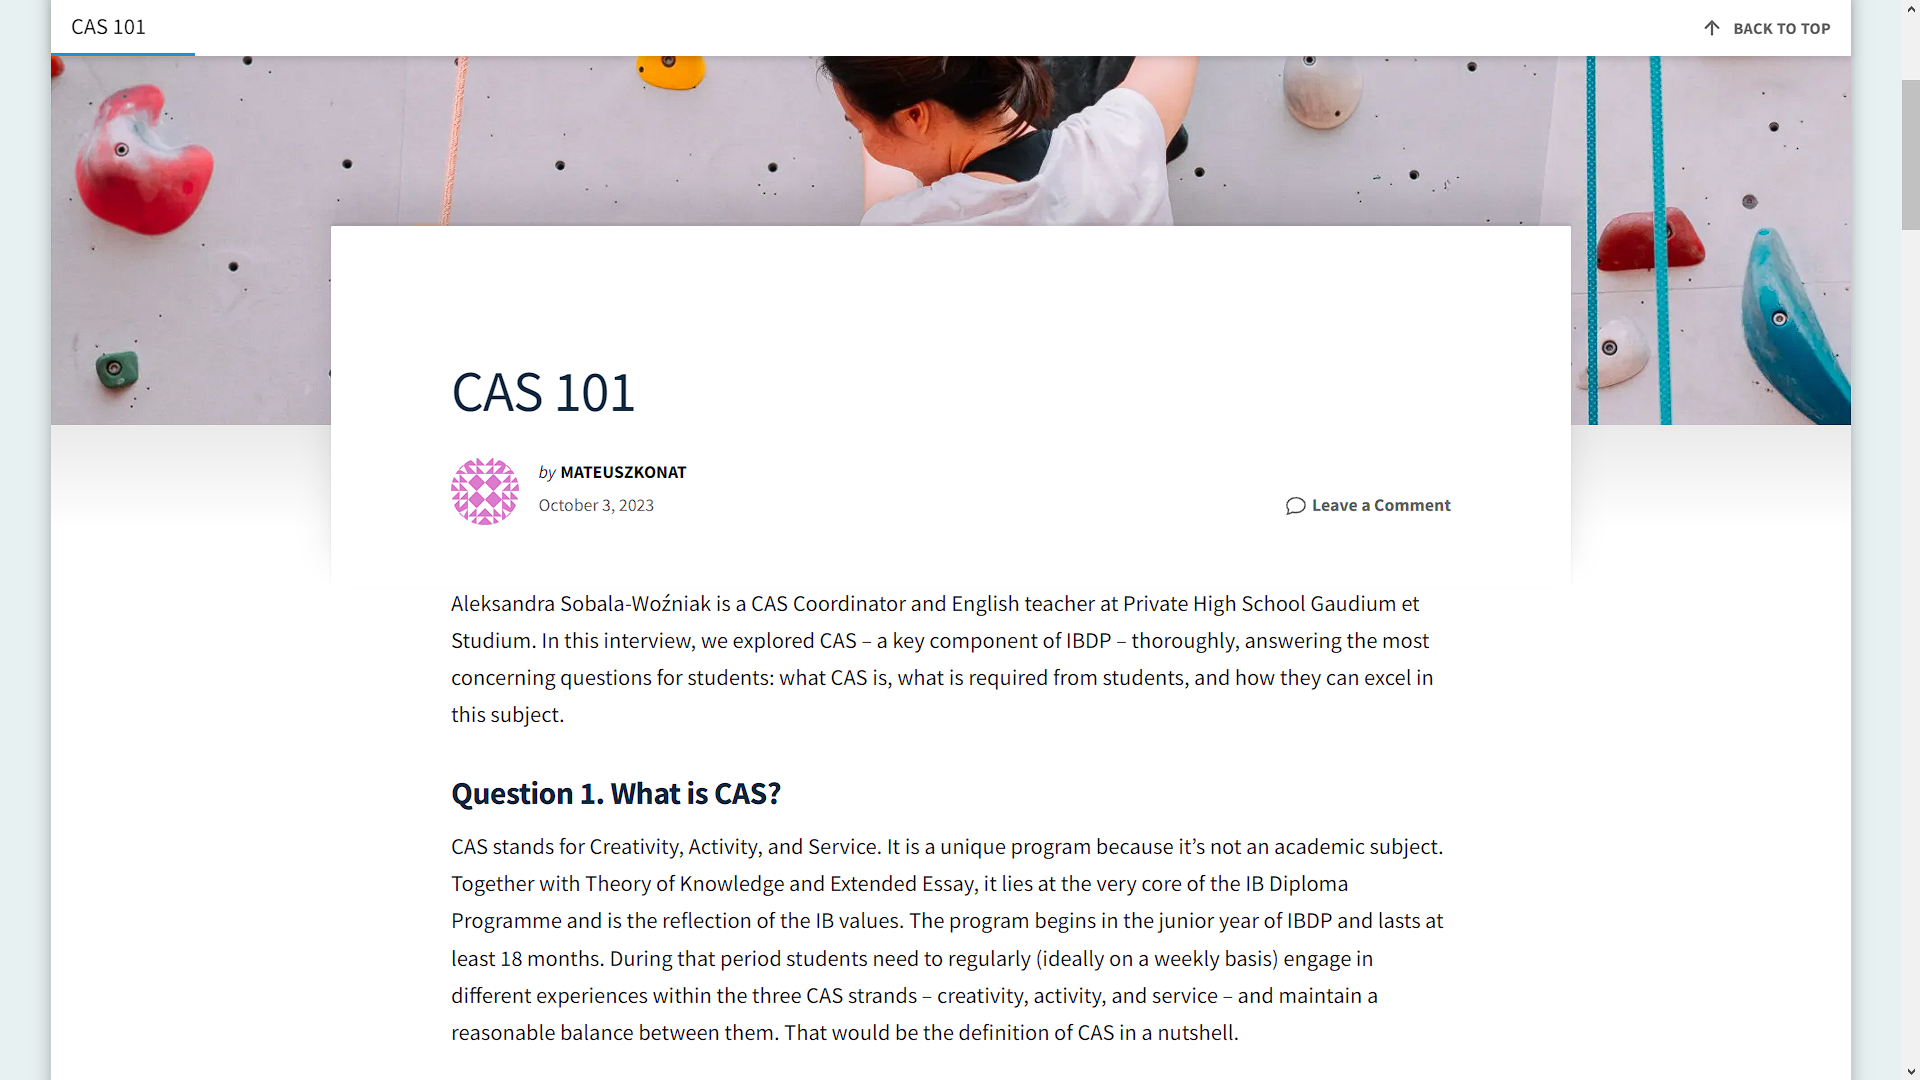 CAS 101
BACK TO TOP
CAS 101
by MATEUSZKONAT
October 3, 2023
Leave a Comment
Aleksandra Sobala-Woźniak is a CAS Coordinator and English teacher at Private High School Gaudium et
Studium. In this interview, we explored CAS – a key component of IBDP – thoroughly, answering the most
concerning questions for students: what CAS is, what is required from students, and how they can excel in
this subject.
Question 1. What is CAS?
CAS stands for Creativity, Activity, and Service. It is a unique program because it’s not an academic subject.
Together with Theory of Knowledge and Extended Essay, it lies at the very core of the IB Diploma
Programme and is the reflection of the IB values. The program begins in the junior year of IBDP and lasts at
least 18 months. During that period students need to regularly (ideally on a weekly basis) engage in
different experiences within the three CAS strands – creativity, activity, and service – and maintain a
reasonable balance between them. That would be the definition of CAS in a nutshell.